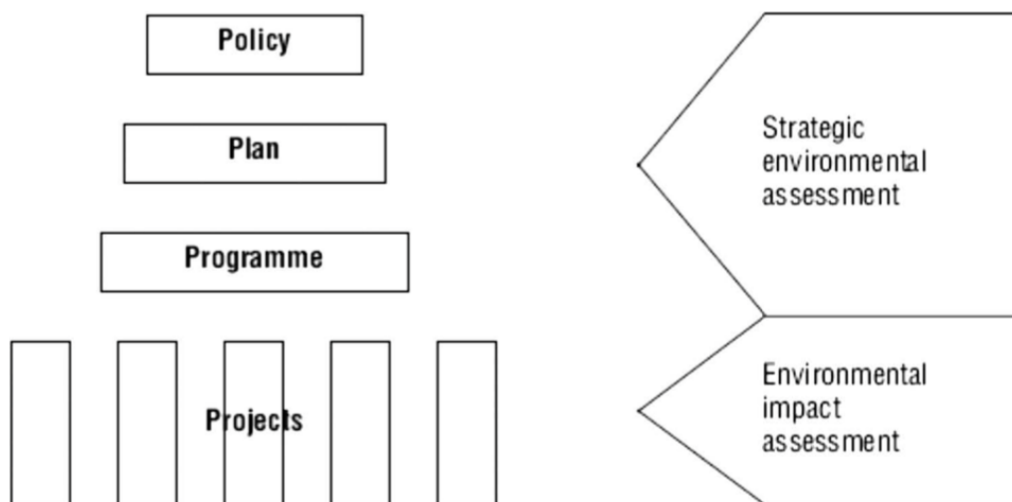 Policy
Plan
Programme
Projects
Strategic
environmental
assessment
Environmental
impact
assessment